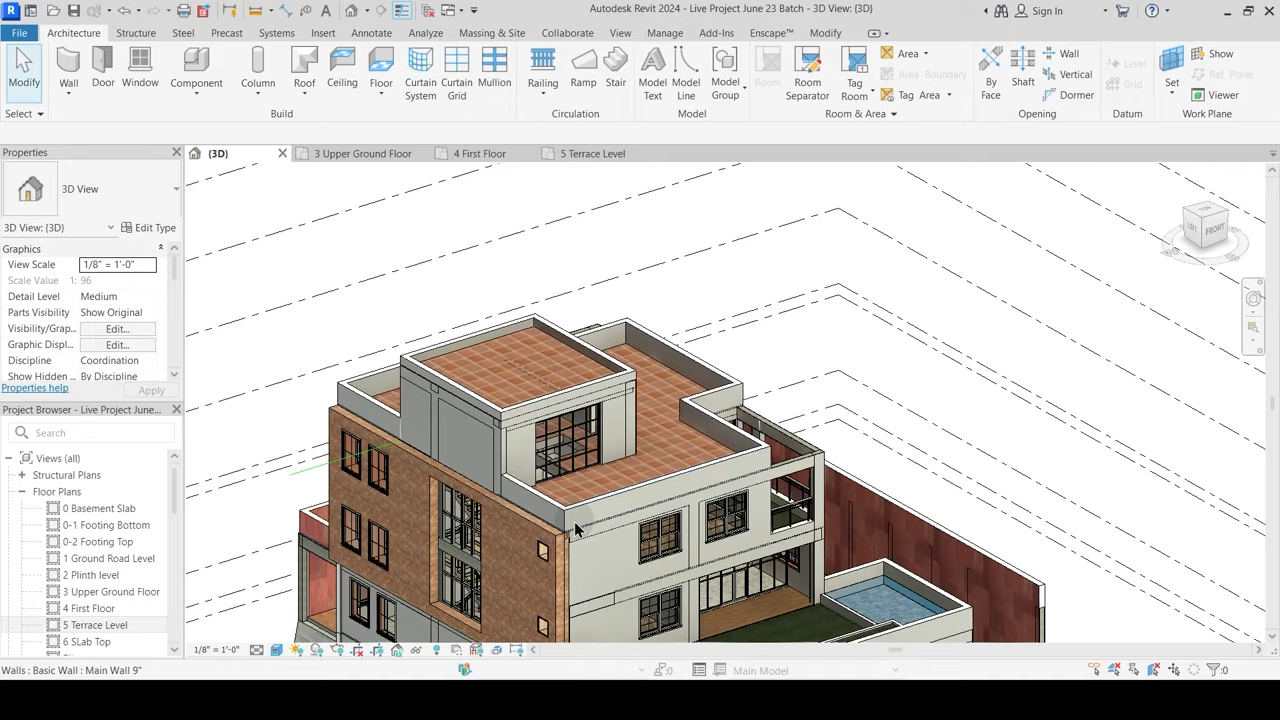 Autodesk Revit 2024 - Live Project June 23 Batch - 3D View: {3D}
Sign In
File Architecture Structure Steel Precast Systems Insert Annotate Analyze Massing & Site Collaborate View Manage Add-Ins Enscape™ Modify
Modify Wall Door Window Component Column Roof Ceiling Floor Curtain System Curtain Grid Mullion Railing Ramp Stair Model Text Model Line Model Group Room Room Separator Tag Room Area Area Boundary Tag Area By Face Shaft Wall Vertical Dormer Level Grid Set Show Ref Plane Viewer
Select Build Circulation Model Room & Area Opening Datum Work Plane
Properties
{3D} 3 Upper Ground Floor 4 First Floor 5 Terrace Level
3D View
3D View: {3D} Edit Type
Graphics
View Scale 1/8" = 1'-0"
Scale Value 1: 96
Detail Level Medium
Parts Visibility Show Original
Visibility/Grap... Edit...
Graphic Displ... Edit...
Discipline Coordination
Show Hidden By Discipline
Properties help Apply
Project Browser - Live Project June...
Search
Views (all)
Structural Plans
Floor Plans
0 Basement Slab
0-1 Footing Bottom
0-2 Footing Top
1 Ground Road Level
2 Plinth level
3 Upper Ground Floor
4 First Floor
5 Terrace Level
6 SLab Top
TOP
FRONT
1/8" = 1'-0"
Walls : Basic Wall : Main Wall 9"
:0
Main Model
:0